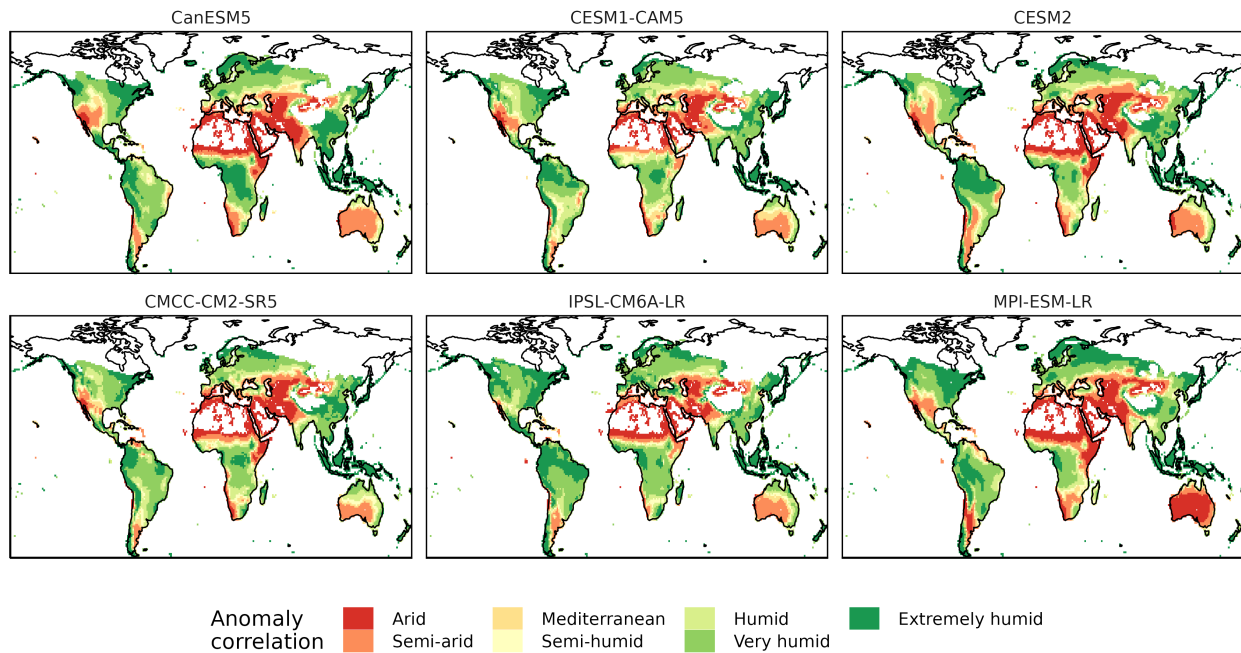 CanESM5 CESM1-CAM5 CESM2
CMCC-CM2-SR5 IPSL-CM6A-LR MPI-ESM-LR
Anomaly correlation
Arid
Semi-arid
Mediterranean
Semi-humid
Humid
Very humid
Extremely humid